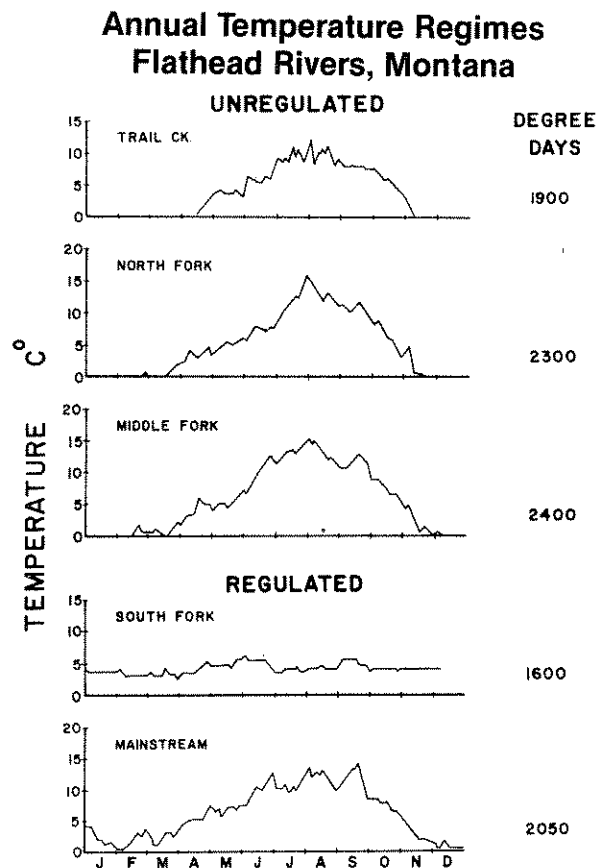 Annual Temperature Regimes
Flathead Rivers, Montana
UNREGULATED
DEGREE
DAYS
15
10
5
0
TRAIL CK.
1900
20
15
10
5
0
NORTH FORK
2300
TEMPERATURE C°
20
15
10
5
0
MIDDLE FORK
2400
REGULATED
15
10
5
0
SOUTH FORK
1600
20
15
10
5
0
MAINSTREAM
2050
J F M A M J J A S O N D